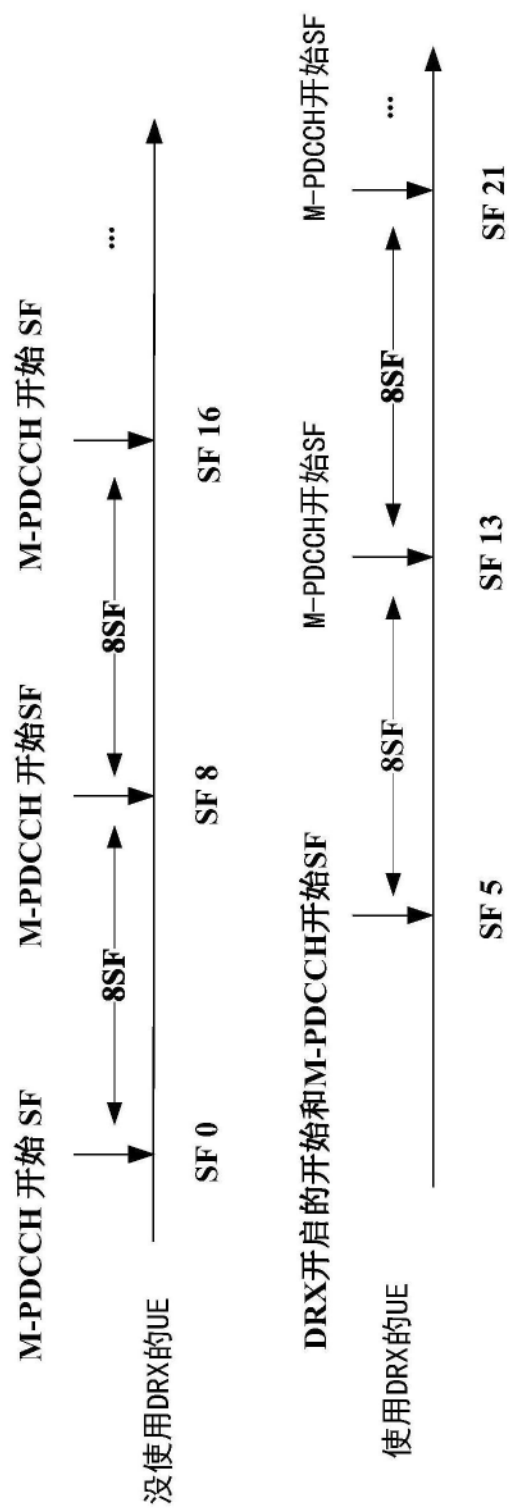 M-PDCCH 开始 SF
M-PDCCH 开始SF
M-PDCCH 开始 SF
8SF
8SF
...
没使用DRX的UE
SF 0
SF 8
SF 16
DRX开启的开始和M-PDCCH开始SF
M-PDCCH开始SF
M-PDCCH开始SF
8SF
8SF
...
使用DRX的UE
SF 5
SF 13
SF 21